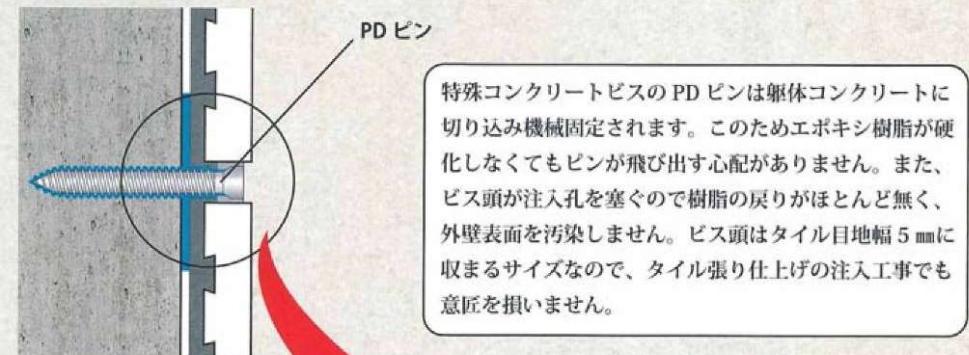 PD ピン
特殊コンクリートビスの PD ピンは躯体コンクリートに
切り込み機械固定されます。このためエポキシ樹脂が硬
化しなくてもピンが飛び出す心配がありません。また、
ビス頭が注入孔を塞ぐので樹脂の戻りがほとんど無く、
外壁表面を汚染しません。ビス頭はタイル目地幅 5 ㎜に
収まるサイズなので、タイル張り仕上げの注入工事でも
意匠を損いません。